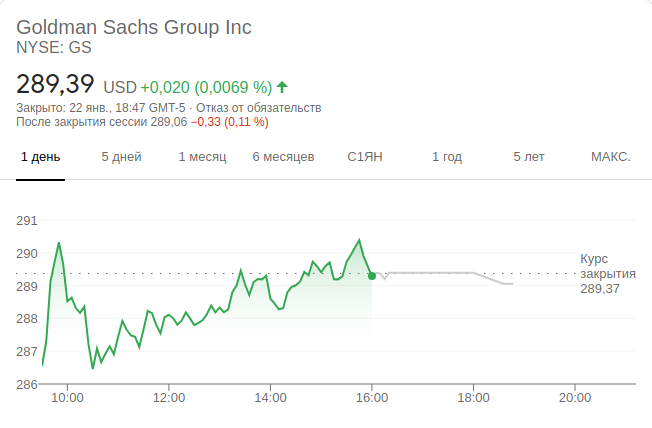 Goldman Sachs Group Inc
NYSE: GS
289,39 USD +0,020 (0,0069 %)
Закрыто: 22 янв., 18:47 GMT-5 · Отказ от обязательств
После закрытия сессии 289,06 −0,33 (0,11 %)
1 день 5 дней 1 месяц 6 месяцев С1ЯН 1 год 5 лет МАКС.
291
290
289
288
287
286
Курс
закрытия
289,37
10:00 12:00 14:00 16:00 18:00 20:00